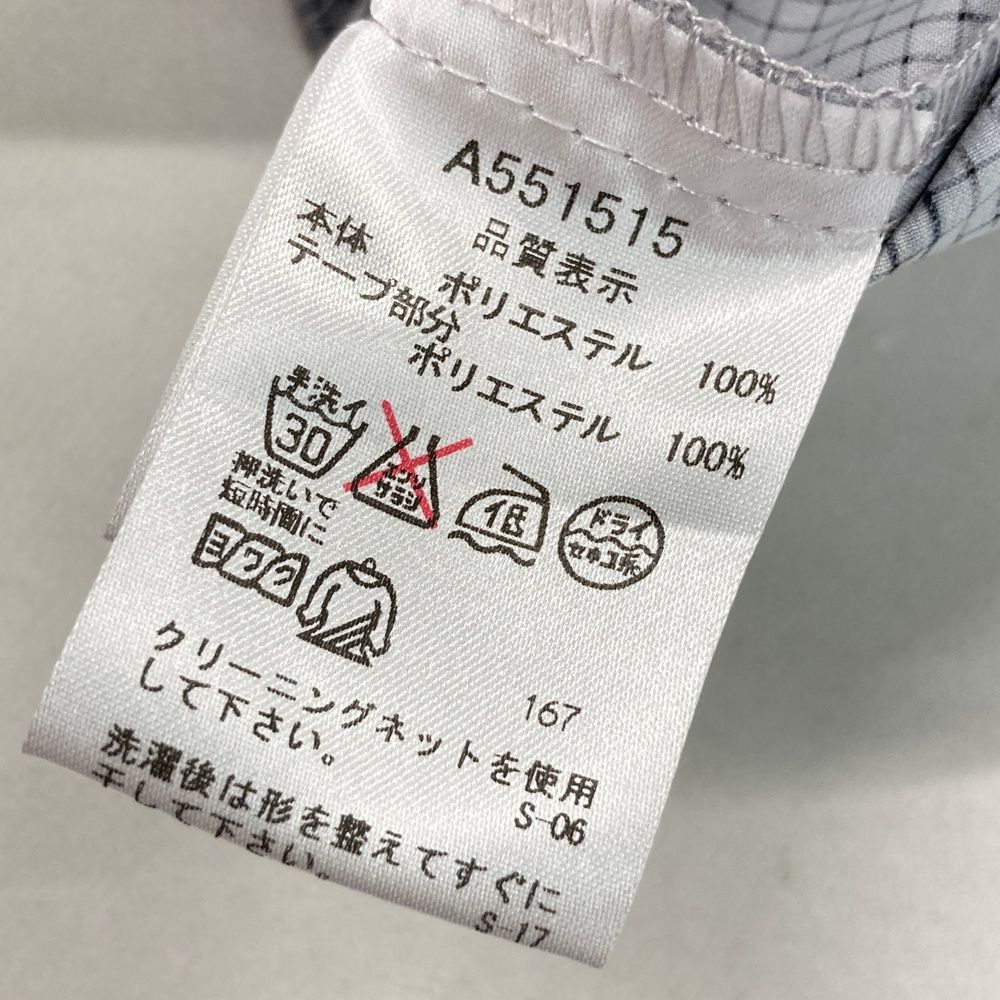 A551515
品質表示
本体
ポリエステル 100%
テープ部分
ポリエステル 100%
手洗イ
30
エンソ
サラシ
低
ドライ
セキユ系
押洗いで
短時間に
ヨワク
167
クリーニングネットを使用
して下さい。
S-06
洗濯後は形を整えてすぐに
干して下さい。
S-17